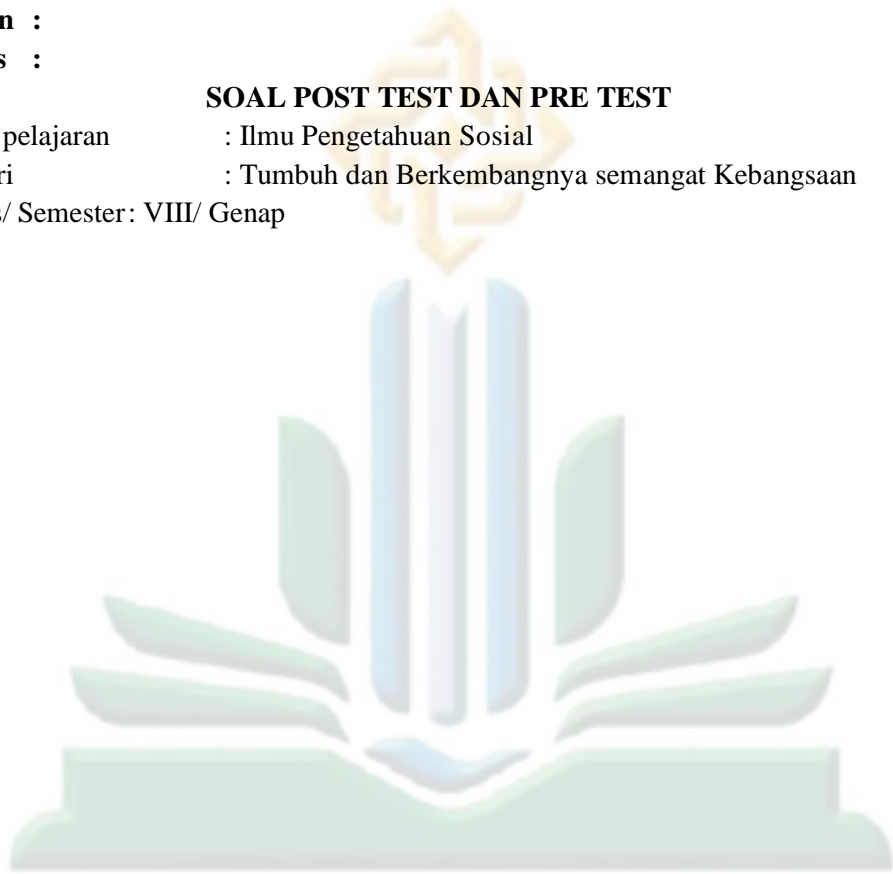 n :
s :
SOAL POST TEST DAN PRE TEST
pelajaran : Ilmu Pengetahuan Sosial
ri : Tumbuh dan Berkembangnya semangat Kebangsaan
s/ Semester: VIII/ Genap